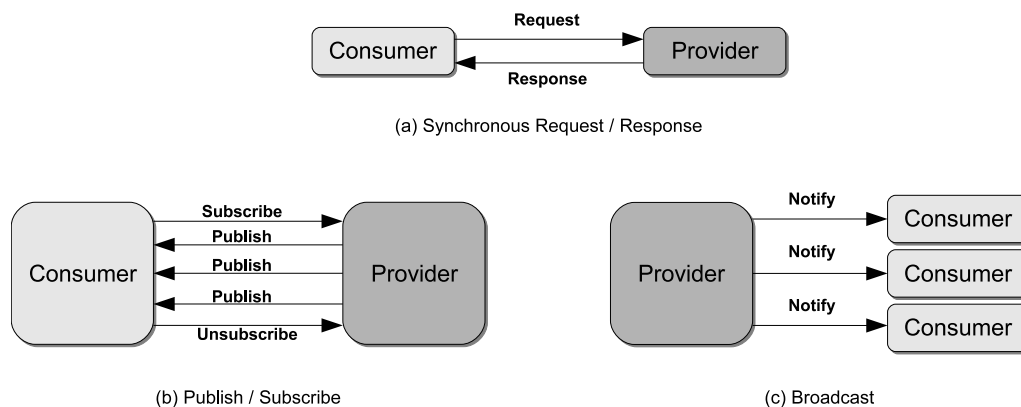 Request
Consumer
Provider
Response
(a) Synchronous Request / Response
Subscribe
Publish
Consumer
Publish
Provider
Publish
Unsubscribe
(b) Publish / Subscribe
Notify
Consumer
Provider
Notify
Consumer
Notify
Consumer
(c) Broadcast